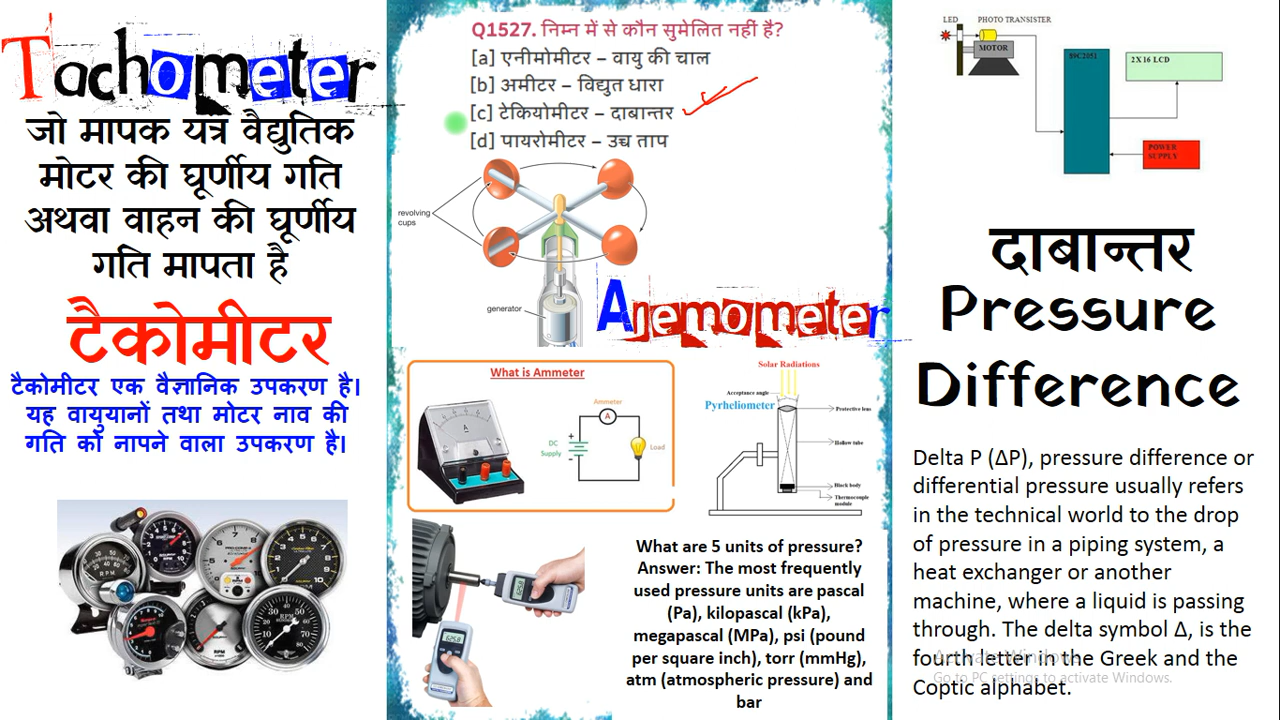 Tachometer
जो मापक यंत्र वैद्युतिक
मोटर की घूर्णीय गति
अथवा वाहन की घूर्णीय
गति मापता है
टैकोमीटर
टैकोमीटर एक वैज्ञानिक उपकरण है।
यह वायुयानों तथा मोटर नाव की
गति को नापने वाला उपकरण है।
Q1527. निम्न में से कौन सुमेलित नहीं है?
[a] एनीमोमीटर – वायु की चाल
[b] अमीटर – विद्युत धारा
[c] टेकियोमीटर – दाबान्तर
[d] पायरोमीटर – उच्च ताप
revolving
cups
generator
Anemometer
What is Ammeter
Ammeter
A
DC
Supply
+
-
Load
A
Solar Radiations
Acceptance angle
Pyrheliometer
Protective lens
Hollow tube
Block body
Thermocouple
module
What are 5 units of pressure?
Answer: The most frequently
used pressure units are pascal
(Pa), kilopascal (kPa),
megapascal (MPa), psi (pound
per square inch), torr (mmHg),
atm (atmospheric pressure) and
bar
LED
PHOTO TRANSISTER
MOTOR
89C2051
2X16 LCD
POWER
SUPPLY
दाबान्तर
Pressure
Difference
Delta P (ΔP), pressure difference or
differential pressure usually refers
in the technical world to the drop
of pressure in a piping system, a
heat exchanger or another
machine, where a liquid is passing
through. The delta symbol Δ, is the
fourth letter in the Greek and the
Coptic alphabet.
Activate Windows
Go to PC settings to activate Windows.